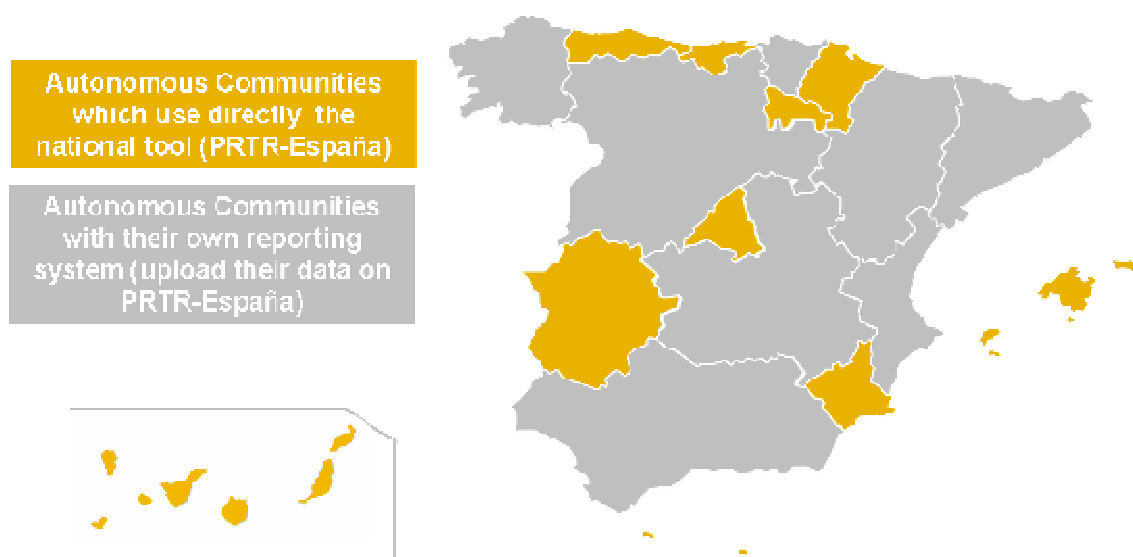 Autonomous Communities
which use directly the
national tool (PRTR-España)
Autonomous Communities
with their own reporting
system (upload their data on
PRTR-España)